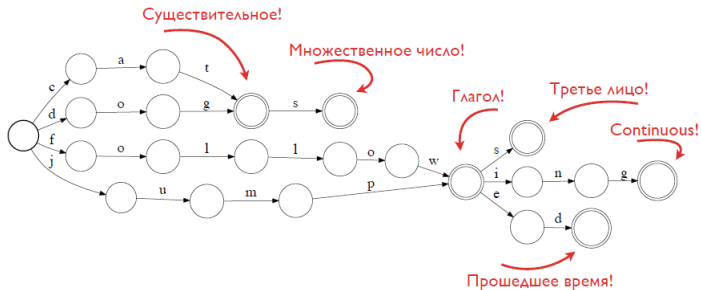 Существительное!
Множественное число!
Глагол!
Третье лицо!
Continuous!
c a t
d o g s
f o l l o w s
j u m p i n g
e d
Прошедшее время!